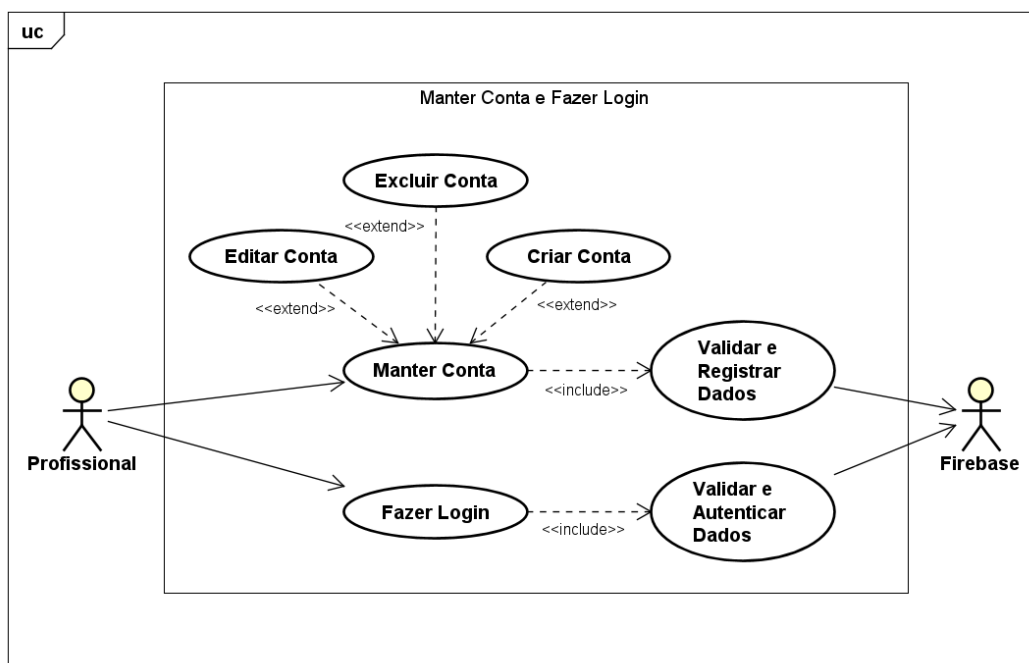 uc
Manter Conta e Fazer Login
Excluir Conta
<<extend>>
Editar Conta
Criar Conta
<<extend>>
<<extend>>
Manter Conta
<<include>>
Validar e
Registrar
Dados
Profissional
Firebase
Fazer Login
<<include>>
Validar e
Autenticar
Dados